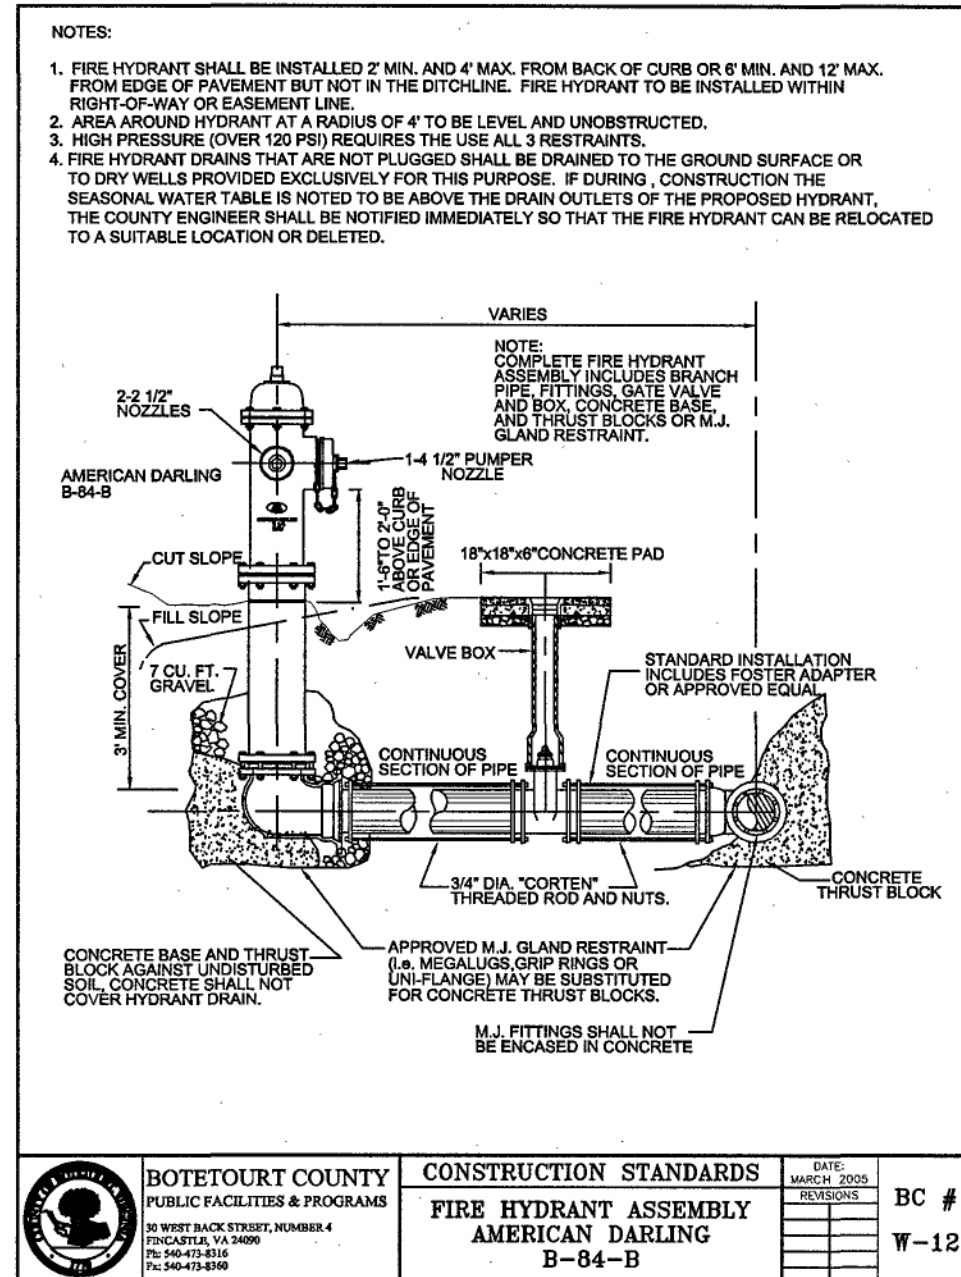 NOTES:
1. FIRE HYDRANT SHALL BE INSTALLED 2' MIN. AND 4' MAX. FROM BACK OF CURB OR 6' MIN. AND 12' MAX.
FROM EDGE OF PAVEMENT BUT NOT IN THE DITCHLINE. FIRE HYDRANT TO BE INSTALLED WITHIN
RIGHT-OF-WAY OR EASEMENT LINE.
2. AREA AROUND HYDRANT AT A RADIUS OF 4' TO BE LEVEL AND UNOBSTRUCTED.
3. HIGH PRESSURE (OVER 120 PSI) REQUIRES THE USE ALL 3 RESTRAINTS.
4. FIRE HYDRANT DRAINS THAT ARE NOT PLUGGED SHALL BE DRAINED TO THE GROUND SURFACE OR
TO DRY WELLS PROVIDED EXCLUSIVELY FOR THIS PURPOSE. IF DURING , CONSTRUCTION THE
SEASONAL WATER TABLE IS NOTED TO BE ABOVE THE DRAIN OUTLETS OF THE PROPOSED HYDRANT,
THE COUNTY ENGINEER SHALL BE NOTIFIED IMMEDIATELY SO THAT THE FIRE HYDRANT CAN BE RELOCATED
TO A SUITABLE LOCATION OR DELETED.
VARIES
NOTE:
COMPLETE FIRE HYDRANT
ASSEMBLY INCLUDES BRANCH
PIPE, FITTINGS, GATE VALVE
AND BOX, CONCRETE BASE,
AND THRUST BLOCKS OR M.J.
GLAND RESTRAINT.
2-2 1/2"
NOZZLES
1-4 1/2" PUMPER
NOZZLE
AMERICAN DARLING
B-84-B
1'-6"TO 2'-0"
ABOVE CURB
OR EDGE OF
PAVEMENT
CUT SLOPE
18"x18"x6"CONCRETE PAD
FILL SLOPE
VALVE BOX
3' MIN. COVER
7 CU. FT.
GRAVEL
STANDARD INSTALLATION
INCLUDES FOSTER ADAPTER
OR APPROVED EQUAL
CONTINUOUS
SECTION OF PIPE
CONTINUOUS
SECTION OF PIPE
3/4" DIA. "CORTEN"
THREADED ROD AND NUTS.
CONCRETE
THRUST BLOCK
CONCRETE BASE AND THRUST
BLOCK AGAINST UNDISTURBED
SOIL, CONCRETE SHALL NOT
COVER HYDRANT DRAIN.
APPROVED M.J. GLAND RESTRAINT
(i.e. MEGALUGS,GRIP RINGS OR
UNI-FLANGE) MAY BE SUBSTITUTED
FOR CONCRETE THRUST BLOCKS.
M.J. FITTINGS SHALL NOT
BE ENCASED IN CONCRETE
BOTETOURT COUNTY
PUBLIC FACILITIES & PROGRAMS
30 WEST BACK STREET, NUMBER 4
FINCASTLE, VA 24090
Ph: 540-473-8316
Fx: 540-473-8360
CONSTRUCTION STANDARDS
FIRE HYDRANT ASSEMBLY
AMERICAN DARLING
B-84-B
DATE:
MARCH 2005
REVISIONS
BC #
W-12